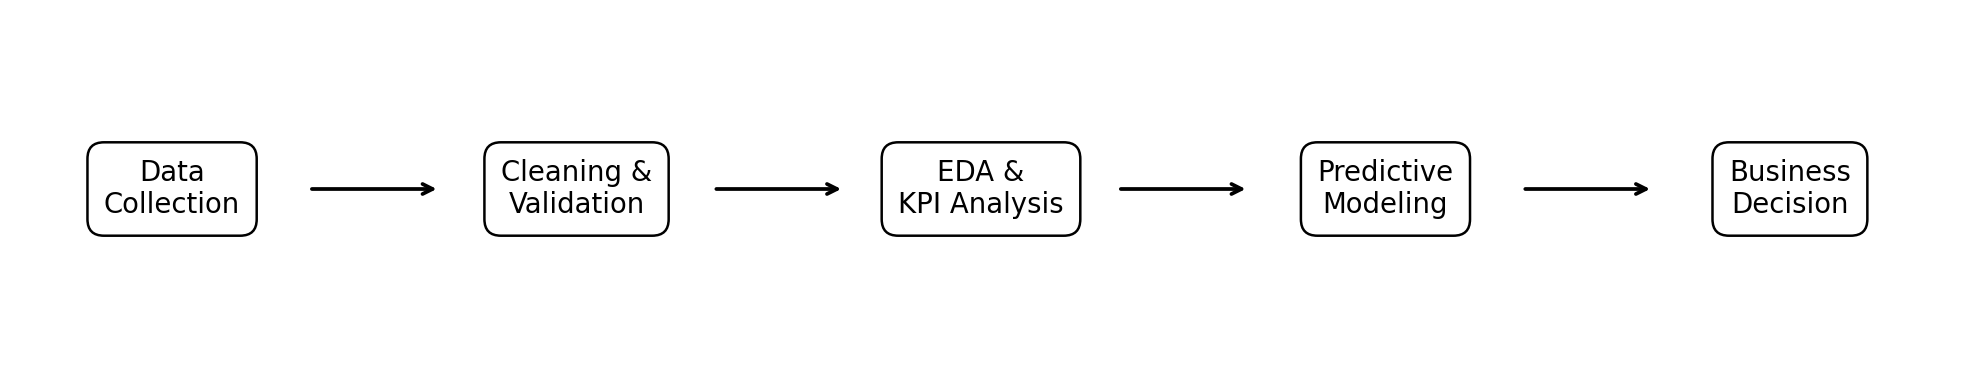 Data
Collection
Cleaning &
Validation
EDA &
KPI Analysis
Predictive
Modeling
Business
Decision